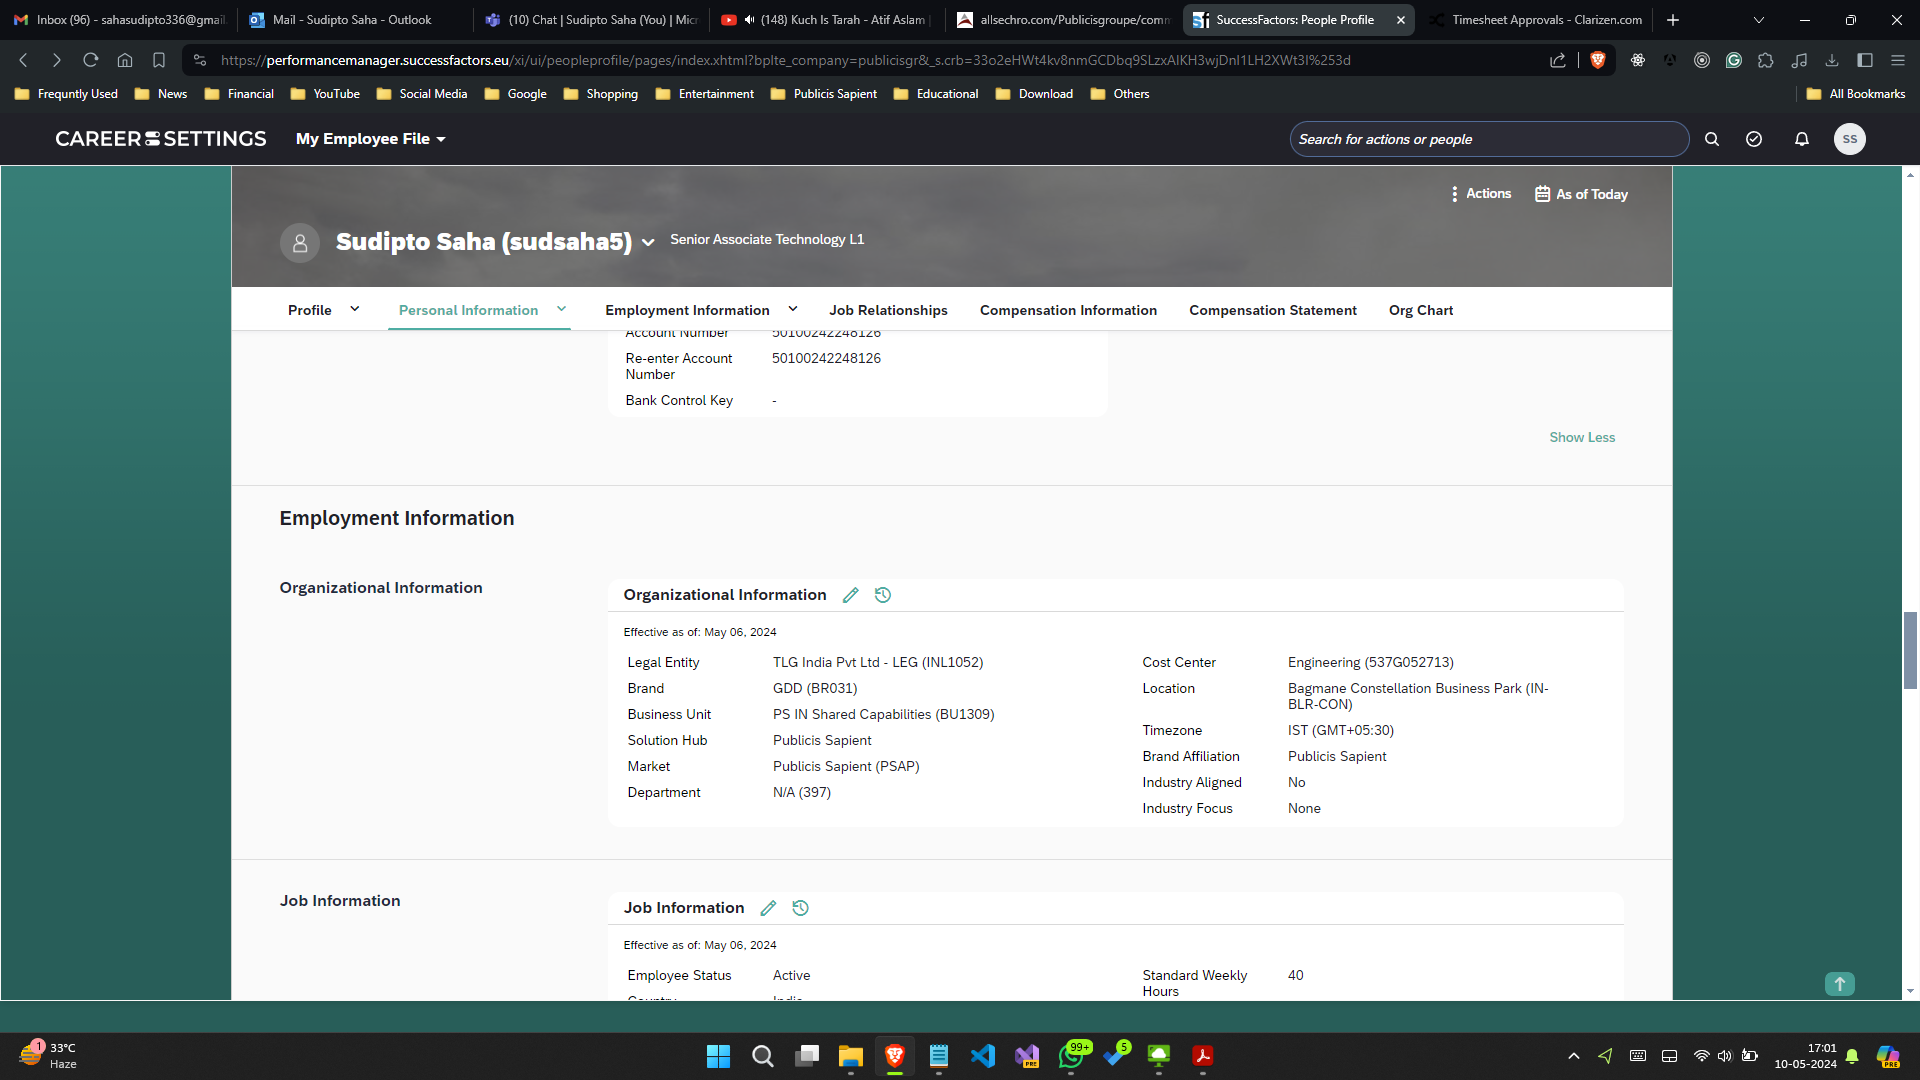 Inbox (96) - sahasudipto336@gmail.
Mail - Sudipto Saha - Outlook
(10) Chat | Sudipto Saha (You) | Micr
(148) Kuch Is Tarah - Atif Aslam |
allsechro.com/Publicisgroupe/comm
SuccessFactors: People Profile
Timesheet Approvals - Clarizen.com
https://performancemanager.successfactors.eu/xi/ui/peopleprofile/pages/index.xhtml?bplte_company=publicisgr&_s.crb=33o2eHWt4kv8nmGCDbq9SLzxAlKH3wjDnI1LH2XWt3I%253d
Frequntly Used
News
Financial
YouTube
Social Media
Google
Shopping
Entertainment
Publicis Sapient
Educational
Download
Others
All Bookmarks
CAREER SETTINGS
My Employee File
Search for actions or people
SS
Actions
As of Today
Sudipto Saha (sudsaha5)
Senior Associate Technology L1
Profile
Personal Information
Employment Information
Job Relationships
Compensation Information
Compensation Statement
Org Chart
Account Number 50100242248126
Re-enter Account 50100242248126
Number
Bank Control Key -
Show Less
Employment Information
Organizational Information
Organizational Information
Effective as of: May 06, 2024
Legal Entity TLG India Pvt Ltd - LEG (INL1052)
Brand GDD (BR031)
Business Unit PS IN Shared Capabilities (BU1309)
Solution Hub Publicis Sapient
Market Publicis Sapient (PSAP)
Department N/A (397)
Cost Center Engineering (537G052713)
Location Bagmane Constellation Business Park (IN-
BLR-CON)
Timezone IST (GMT+05:30)
Brand Affiliation Publicis Sapient
Industry Aligned No
Industry Focus None
Job Information
Job Information
Effective as of: May 06, 2024
Employee Status Active
Country India
Standard Weekly 40
Hours
1
33°C
Haze
PRE
99+
5
17:01
10-05-2024
PRE